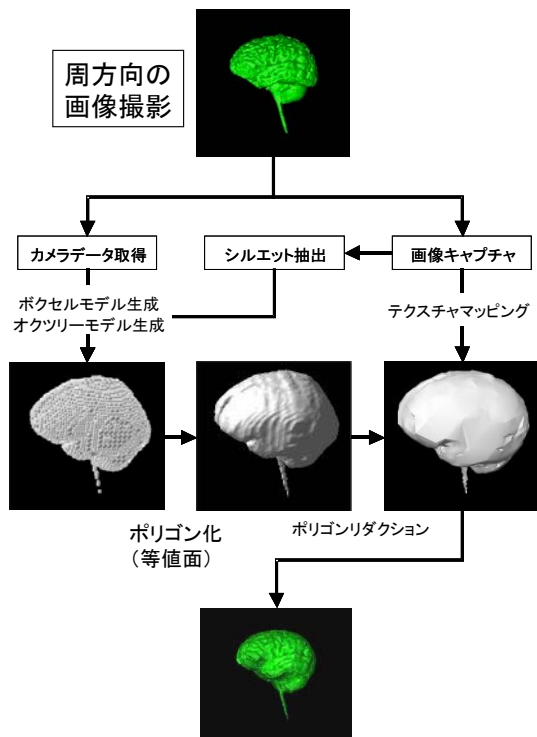 周方向の
画像撮影
カメラデータ取得
シルエット抽出
画像キャプチャ
ボクセルモデル生成
オクツリーモデル生成
テクスチャマッピング
ポリゴン化
（等値面）
ポリゴンリダクション